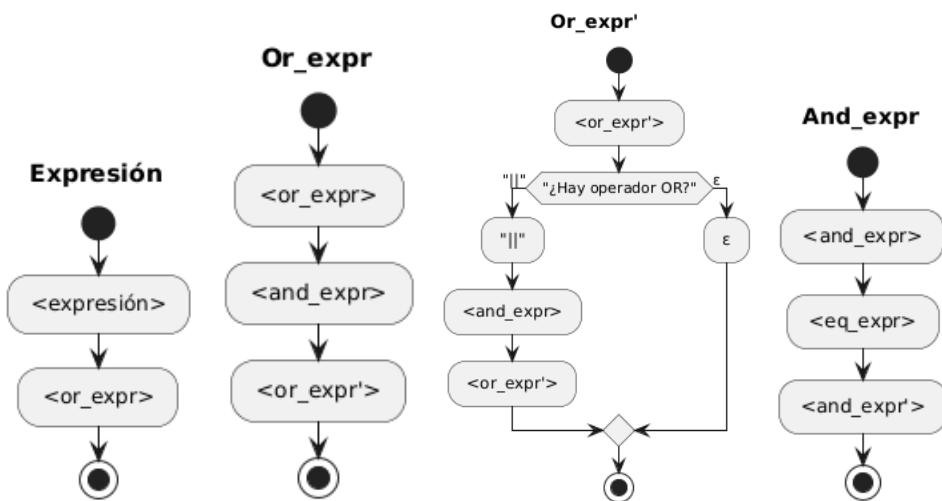 Expresión
<expresión>
<or_expr>
Or_expr
<or_expr>
<and_expr>
<or_expr'>
Or_expr'
<or_expr'>
"||"
"¿Hay operador OR?"
ε
"||"
ε
<and_expr>
<or_expr'>
And_expr
<and_expr>
<eq_expr>
<and_expr'>